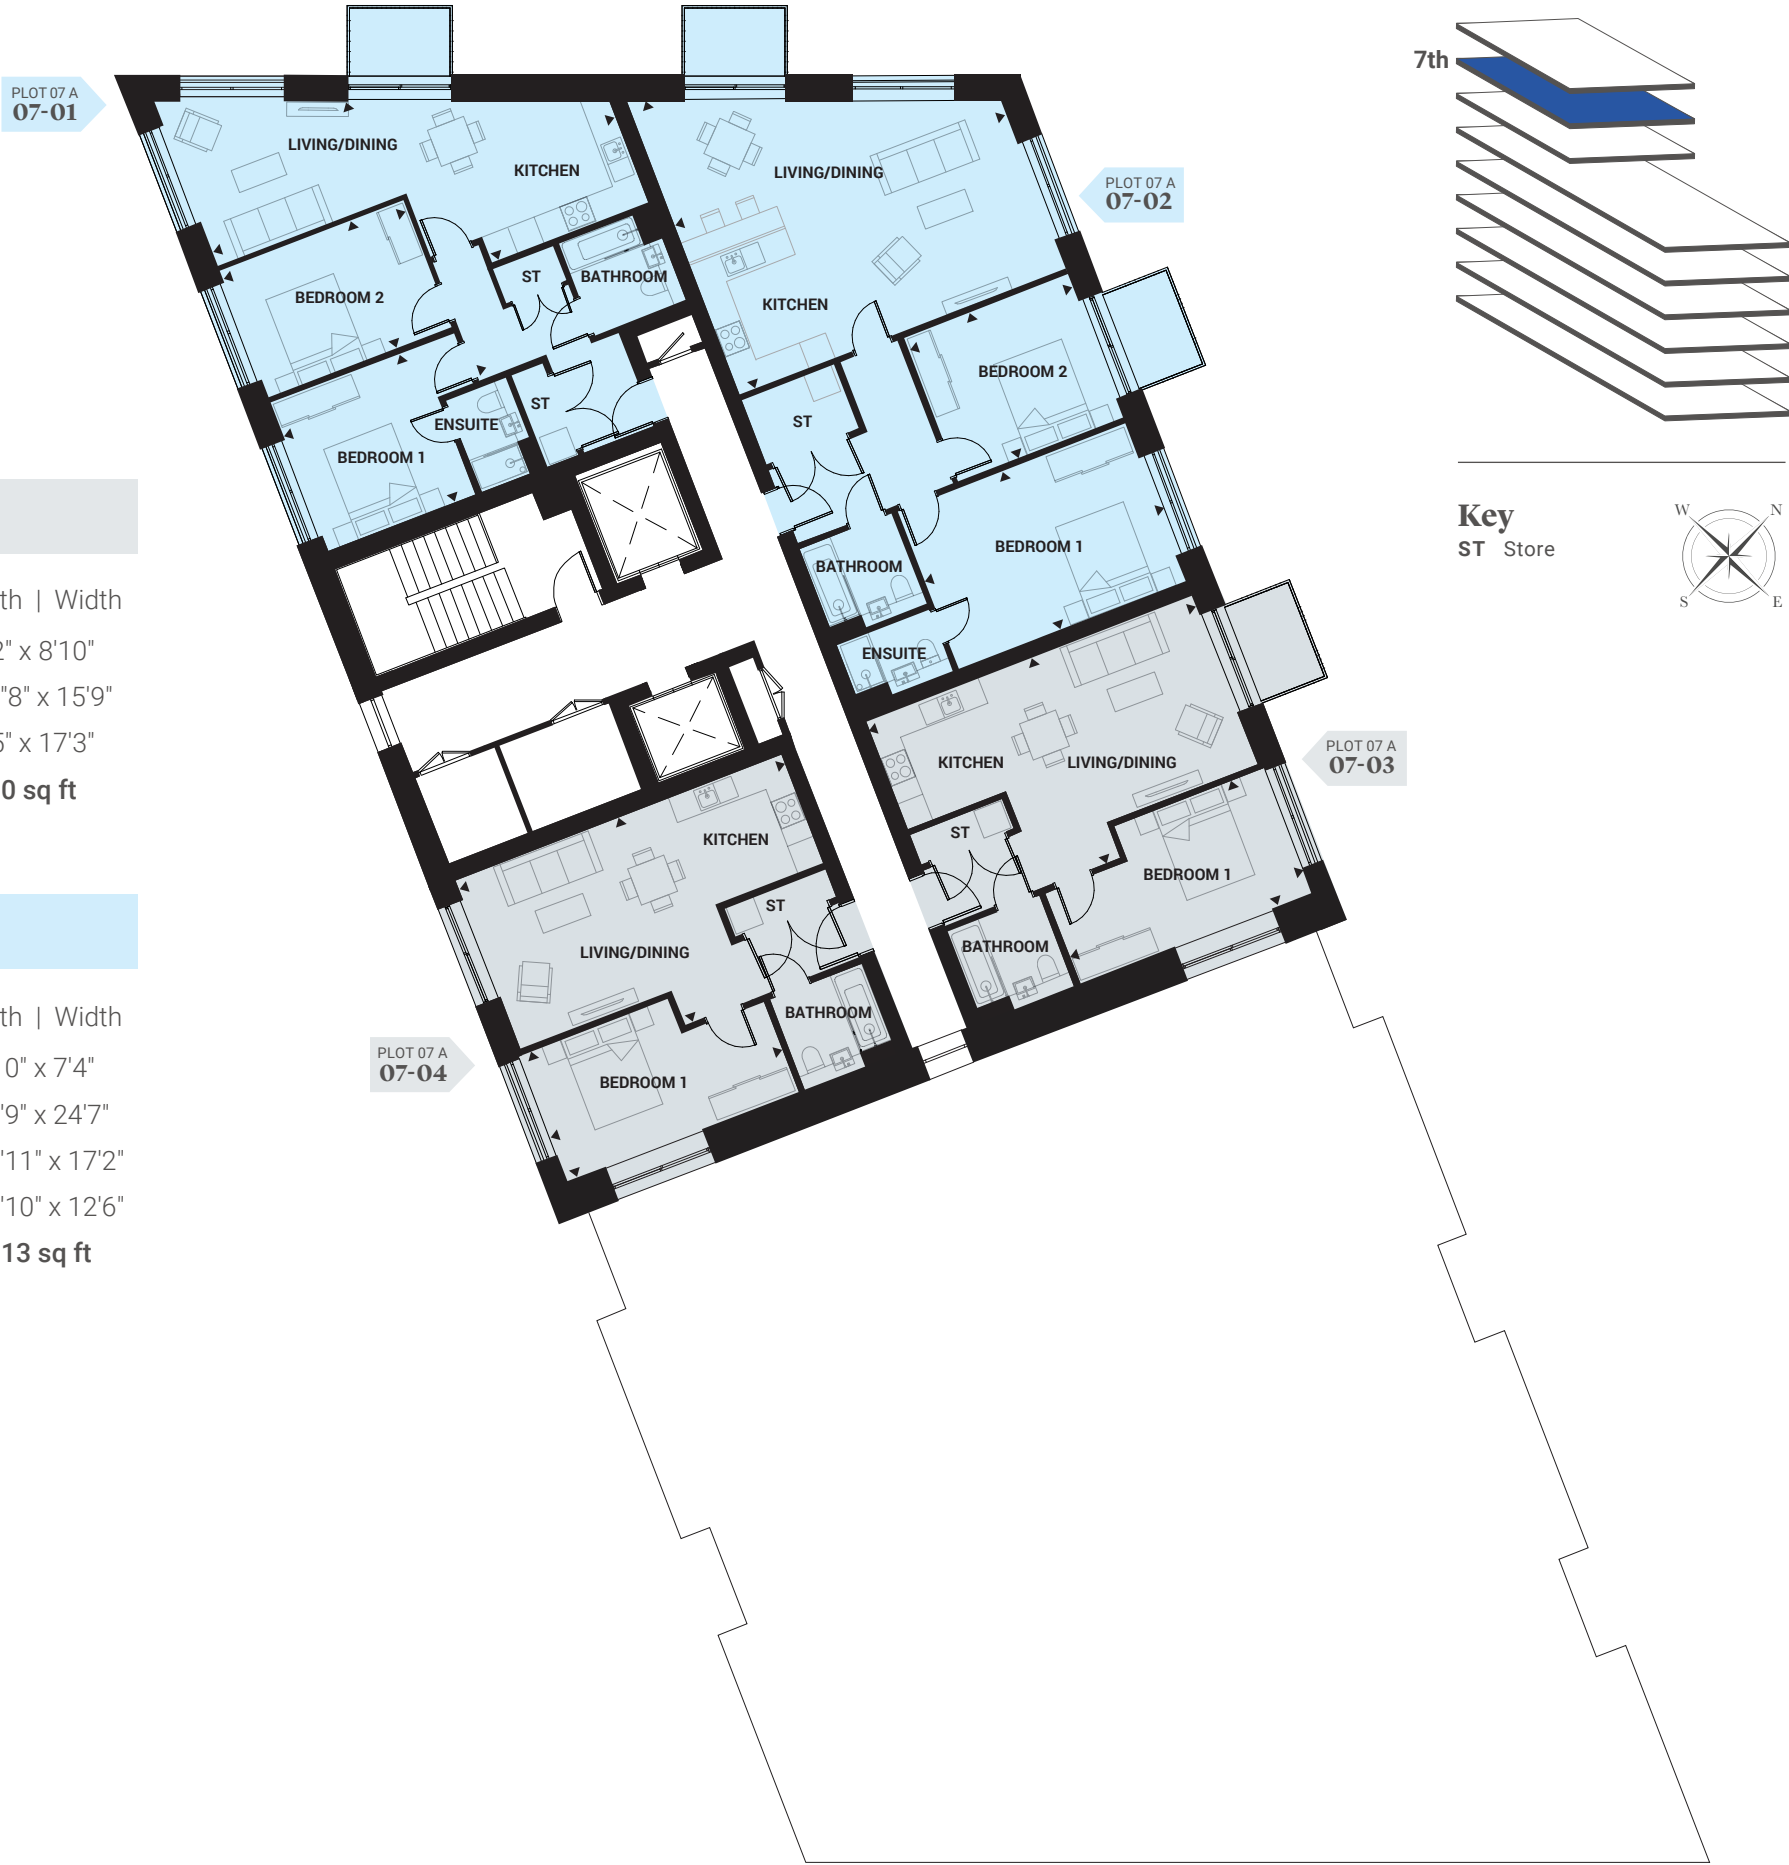 7th
PLOT 07 A
07-01
LIVING/DINING
KITCHEN
BEDROOM 2
ST
BATHROOM
BEDROOM 1
ENSUITE
ST
PLOT 07 A
07-02
LIVING/DINING
KITCHEN
BEDROOM 2
ST
BEDROOM 1
BATHROOM
ENSUITE
PLOT 07 A
07-03
KITCHEN
LIVING/DINING
ST
BEDROOM 1
BATHROOM
PLOT 07 A
07-04
KITCHEN
ST
LIVING/DINING
BATHROOM
BEDROOM 1
th | Width
2" x 8'10"
'8" x 15'9"
5" x 17'3"
0 sq ft
th | Width
0" x 7'4"
'9" x 24'7"
'11" x 17'2"
'10" x 12'6"
13 sq ft
Key
ST Store
W N
S E